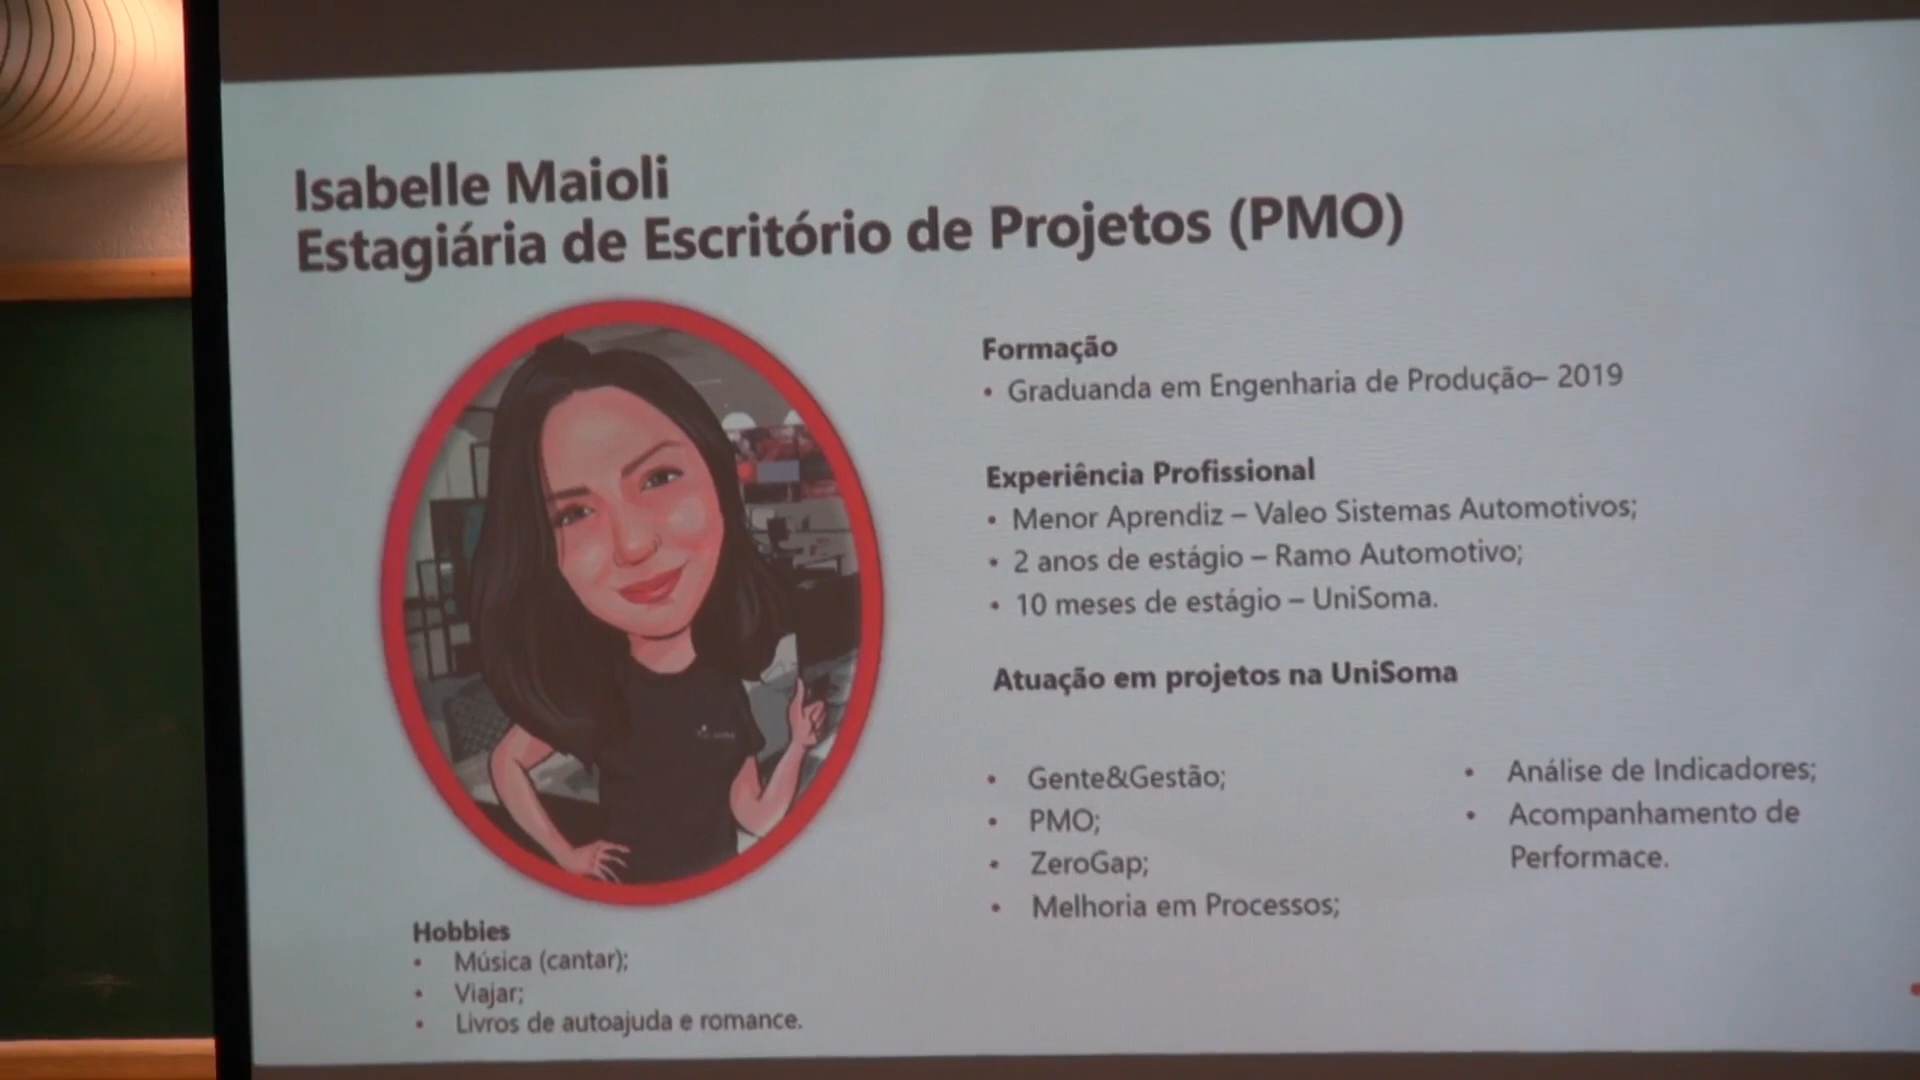 Isabelle Maioli
Estagiária de Escritório de Projetos (PMO)
Formação
• Graduanda em Engenharia de Produção– 2019
Experiência Profissional
• Menor Aprendiz – Valeo Sistemas Automotivos;
• 2 anos de estágio – Ramo Automotivo;
• 10 meses de estágio – UniSoma.
Atuação em projetos na UniSoma
• Gente&Gestão;
• PMO;
• ZeroGap;
• Melhoria em Processos;
• Análise de Indicadores;
• Acompanhamento de
Performace.
Hobbies
• Música (cantar);
• Viajar;
• Livros de autoajuda e romance.